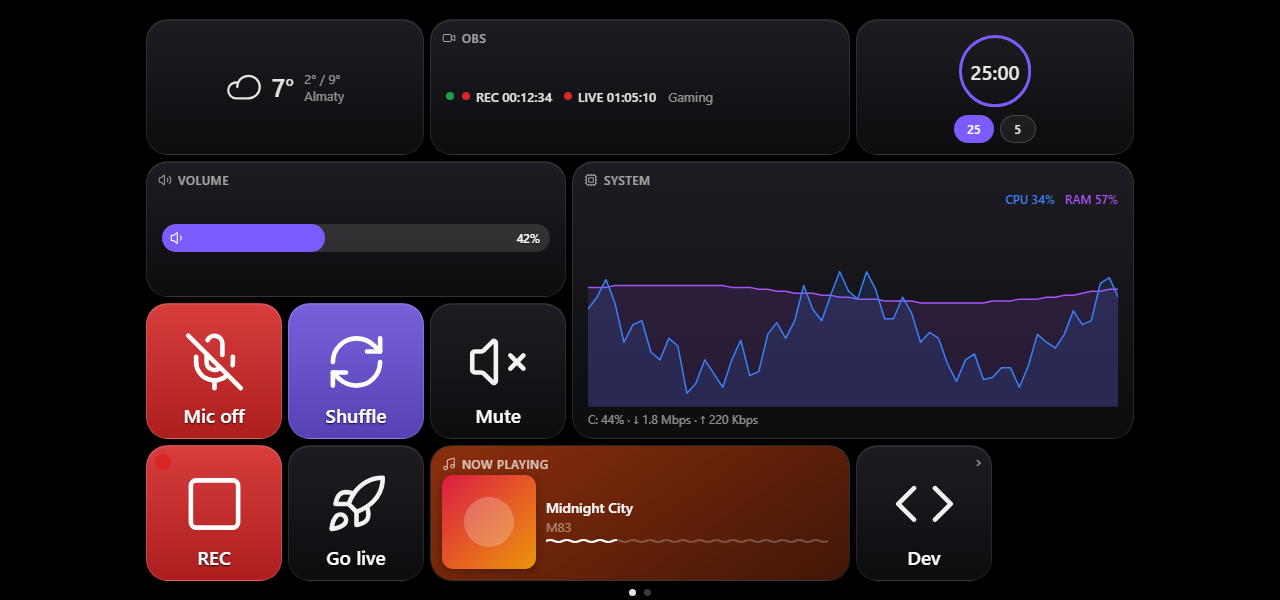 7°
2° / 9°
Almaty
OBS
REC 00:12:34
LIVE 01:05:10
Gaming
25:00
25
5
VOLUME
42%
SYSTEM
CPU 34%
RAM 57%
C: 44% · ↓ 1.8 Mbps · ↑ 220 Kbps
Mic off
Shuffle
Mute
REC
Go live
NOW PLAYING
Midnight City
M83
Dev